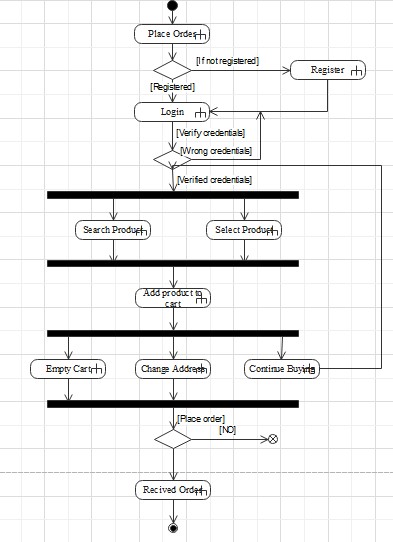 Place Order
[If not registered]
Register
[Registered]
Login
[Verify credentials]
[Wrong credentials]
[Verified credentials]
Search Product
Select Product
Add product to
cart
Empty Cart
Change Address
Continue Buying
[Place order]
[NO]
Recived Order